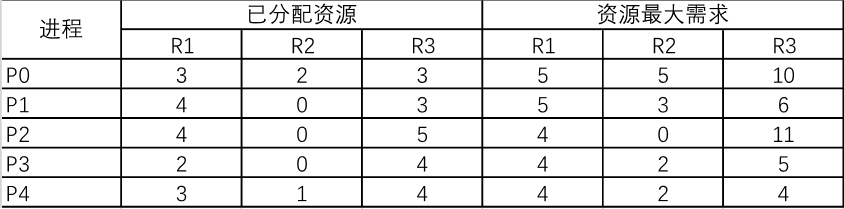 进程 已分配资源 资源最大需求
R1 R2 R3 R1 R2 R3
P0 3 2 3 5 5 10
P1 4 0 3 5 3 6
P2 4 0 5 4 0 11
P3 2 0 4 4 2 5
P4 3 1 4 4 2 4